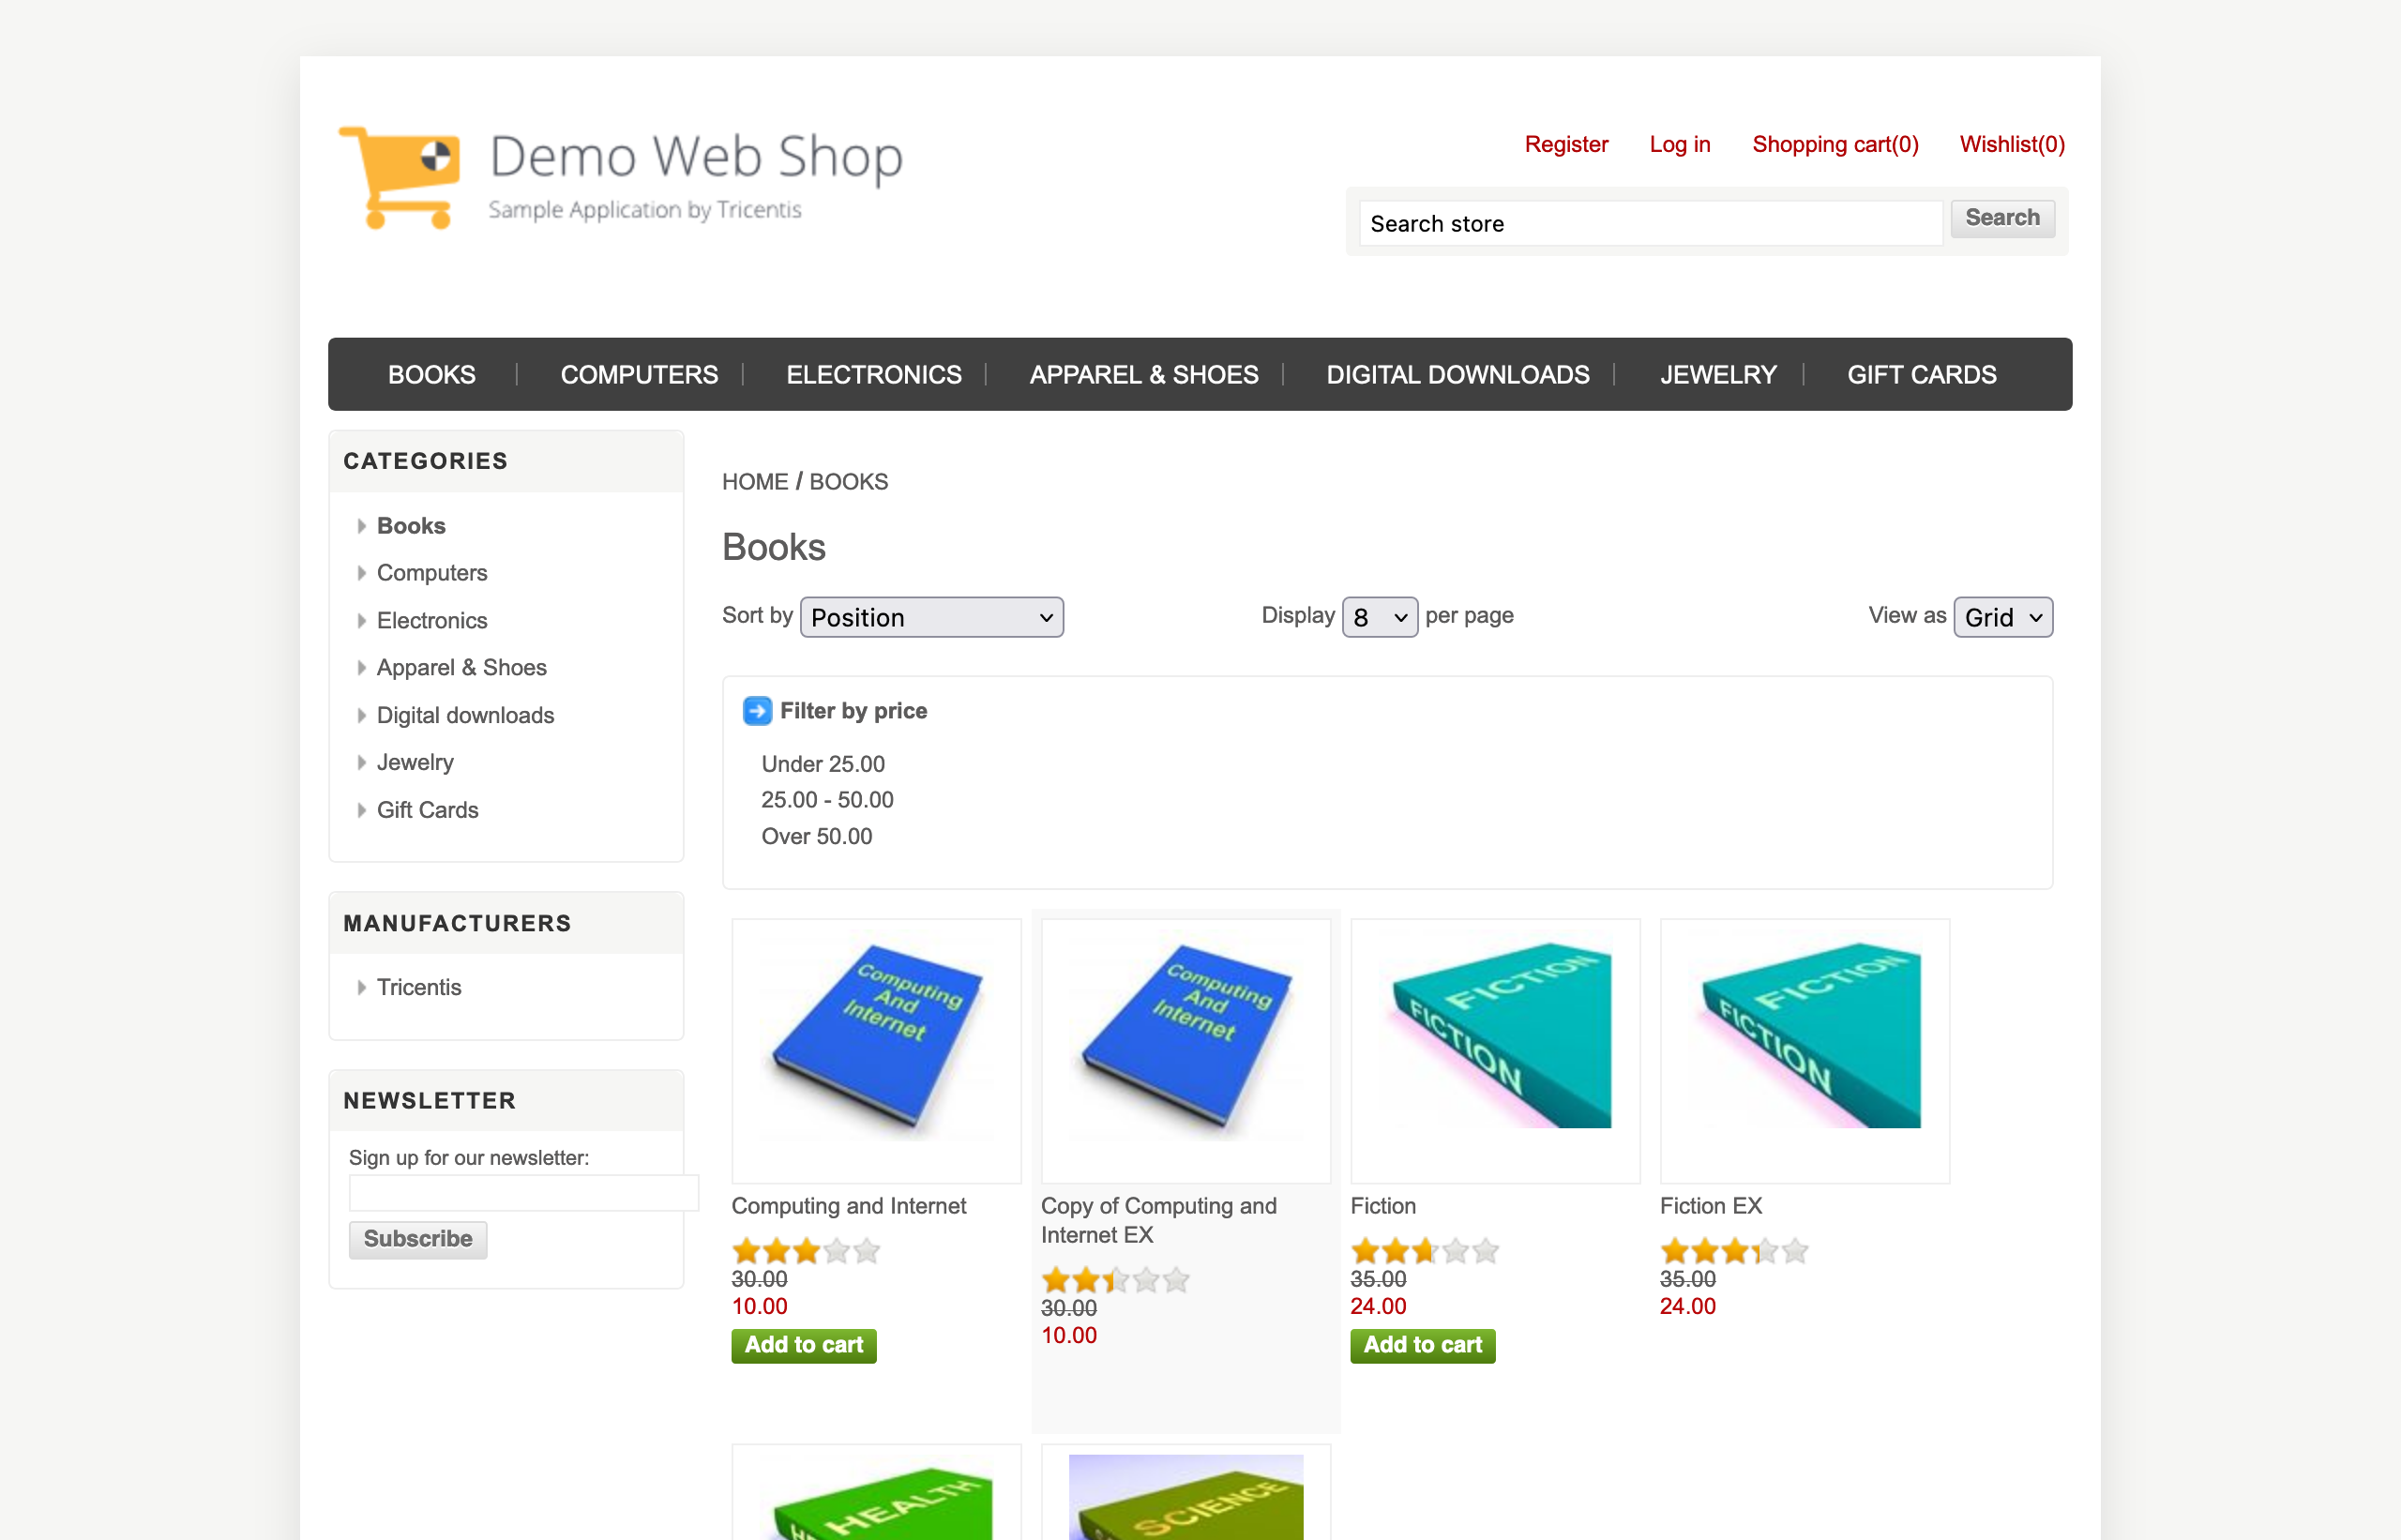 Demo Web Shop
Sample Application by Tricentis
Register
Log in
Shopping cart(0)
Wishlist(0)
Search store
Search
BOOKS
COMPUTERS
ELECTRONICS
APPAREL & SHOES
DIGITAL DOWNLOADS
JEWELRY
GIFT CARDS
CATEGORIES
Books
Computers
Electronics
Apparel & Shoes
Digital downloads
Jewelry
Gift Cards
MANUFACTURERS
Tricentis
NEWSLETTER
Sign up for our newsletter:
Subscribe
HOME / BOOKS
Books
Sort by Position
Display 8 per page
View as Grid
Filter by price
Under 25.00
25.00 - 50.00
Over 50.00
Computing
And
Internet
Computing and Internet
30.00
10.00
Add to cart
Computing
And
Internet
Copy of Computing and
Internet EX
30.00
10.00
FICTION
FICTION
Fiction
35.00
24.00
Add to cart
FICTION
FICTION
Fiction EX
35.00
24.00
HEALTH
SCIENCE